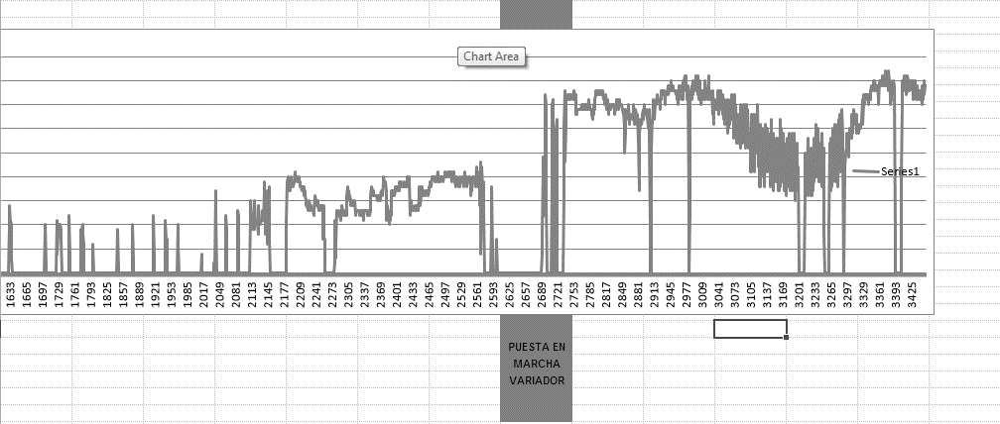 Chart Area
Series1
1633 1665 1697 1729 1761 1793 1825 1857 1889 1921 1953 1985 2017 2049 2081 2113 2145 2177 2209 2241 2273 2305 2337 2369 2401 2433 2465 2497 2529 2561 2593 2625 2657 2689 2721 2753 2785 2817 2849 2881 2913 2945 2977 3009 3041 3073 3105 3137 3169 3201 3233 3265 3297 3329 3361 3393 3425
PUESTA EN
MARCHA
VARIADOR